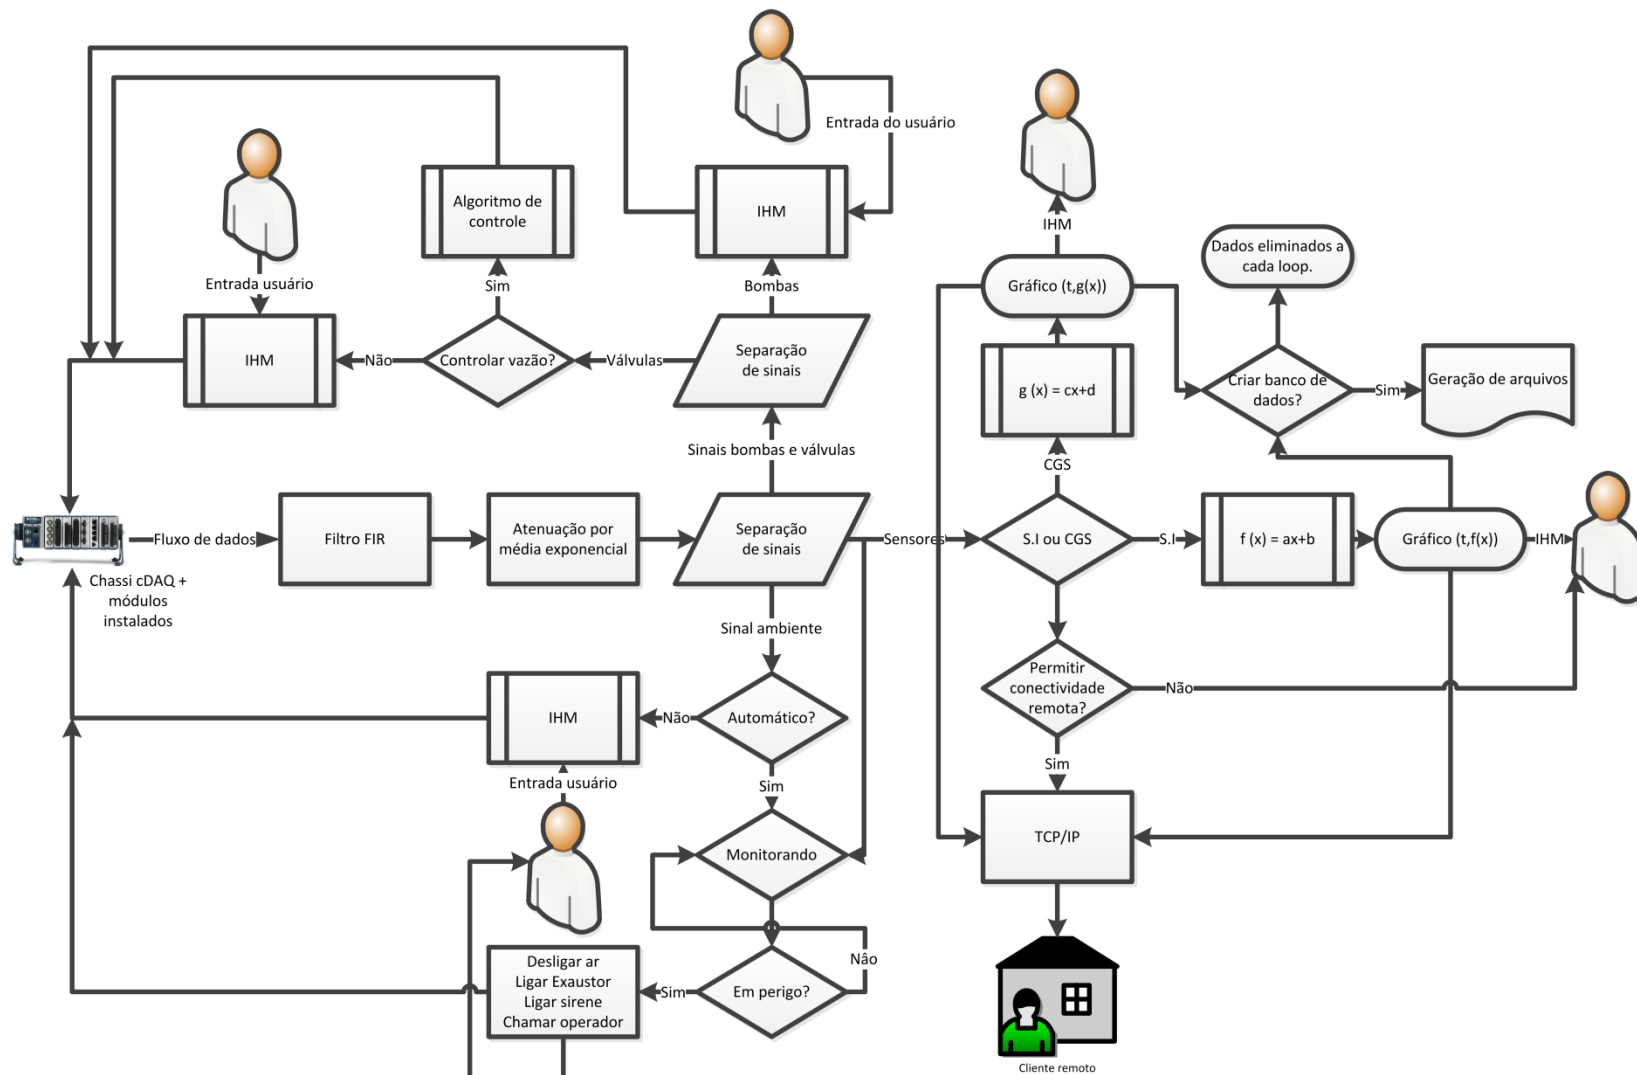 Entrada do usuário
Algoritmo de
controle
IHM
IHM
Dados eliminados a
cada loop.
Entrada usuário
Sim
Bombas
Gráfico (t,g(x))
IHM
Não
Controlar vazão?
Válvulas
Separação
de sinais
g (x) = cx+d
Criar banco de
dados?
Sim
Geração de arquivos
Sinais bombas e válvulas
CGS
Fluxo de dados
Filtro FIR
Atenuação por
média exponencial
Separação
de sinais
Sensores
S.I ou CGS
S.I
f (x) = ax+b
Gráfico (t,f(x))
IHM
Chassi cDAQ +
módulos
instalados
Sinal ambiente
Permitir
conectividade
remota?
Não
IHM
Não
Automático?
Sim
Entrada usuário
Sim
TCP/IP
Monitorando
Nâo
Desligar ar
Ligar Exaustor
Ligar sirene
Chamar operador
Sim
Em perigo?
Cliente remoto